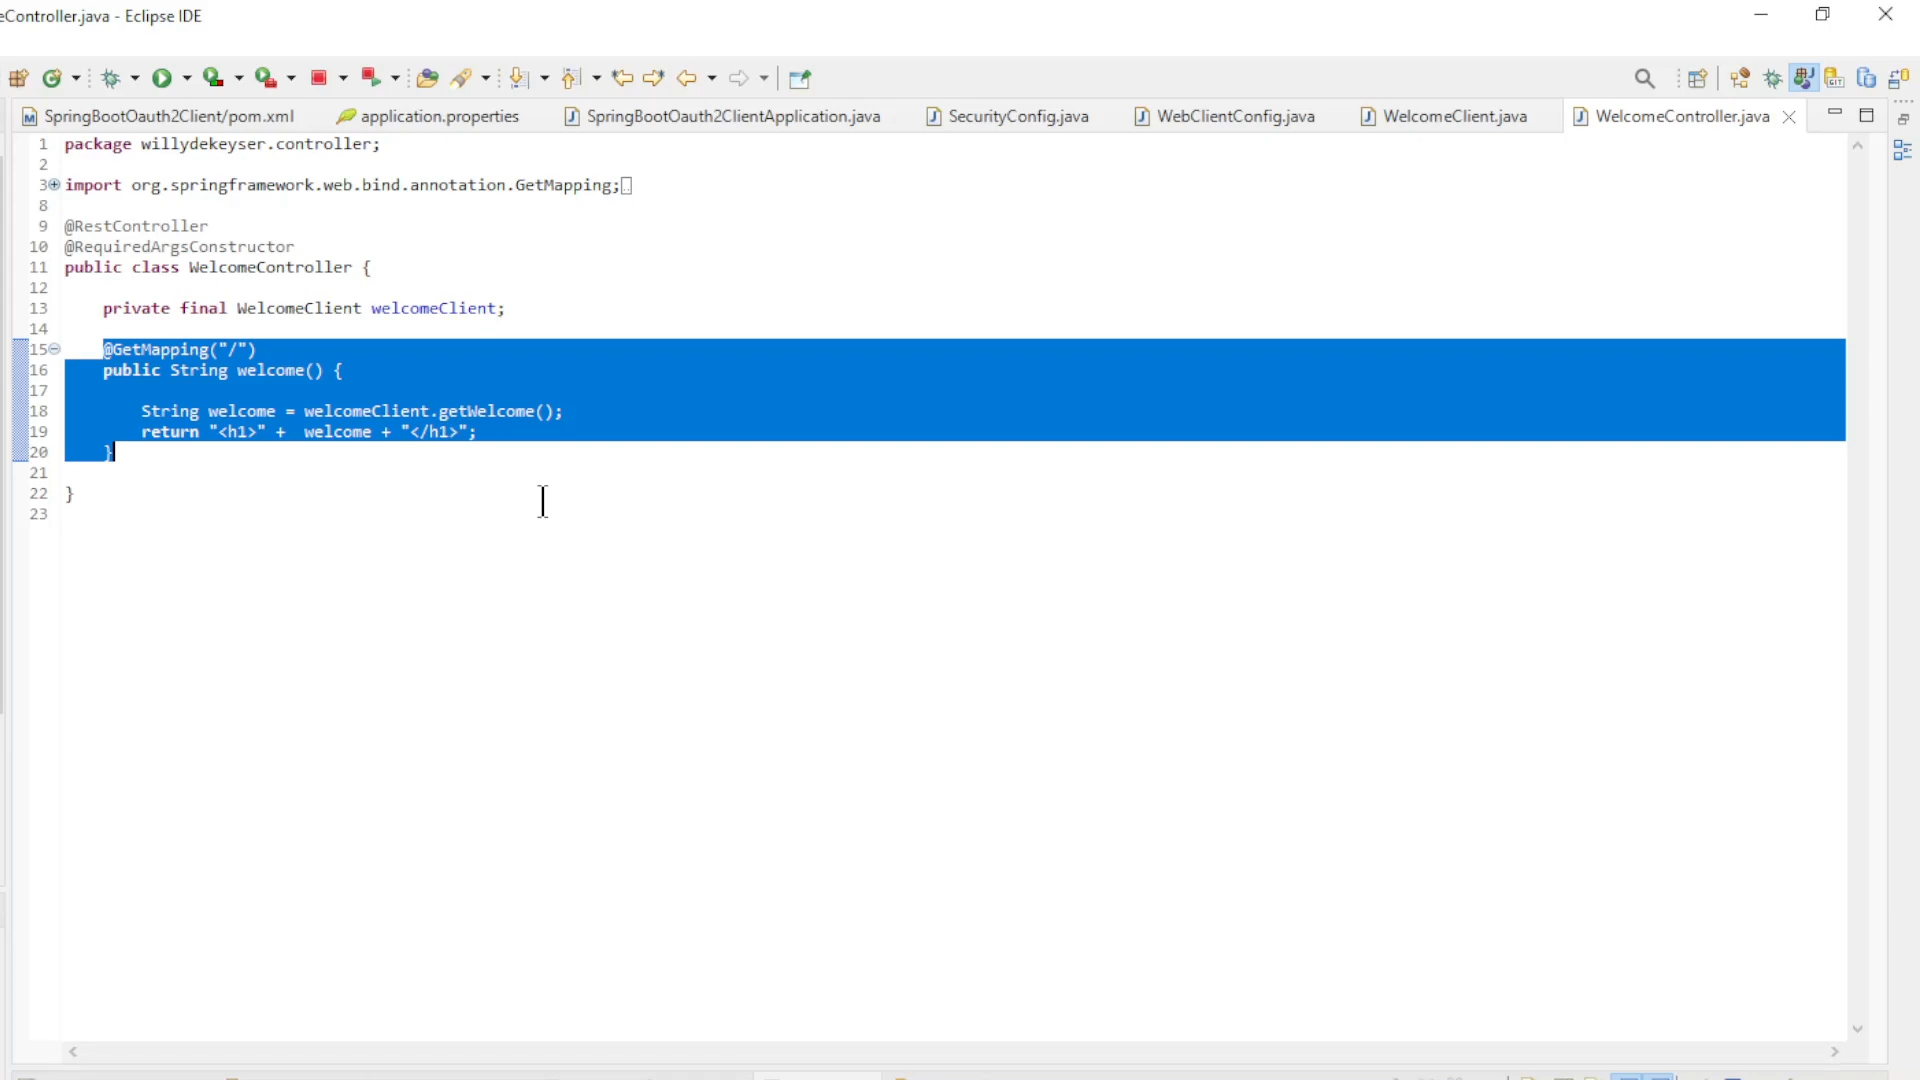 eController.java - Eclipse IDE
SpringBootOauth2Client/pom.xml application.properties SpringBootOauth2ClientApplication.java SecurityConfig.java WebClientConfig.java WelcomeClient.java WelcomeController.java
1 package willydekeyser.controller;
2
3 import org.springframework.web.bind.annotation.GetMapping;
8
9 @RestController
10 @RequiredArgsConstructor
11 public class WelcomeController {
12
13 private final WelcomeClient welcomeClient;
14
15 @GetMapping("/")
16 public String welcome() {
17
18 String welcome = welcomeClient.getWelcome();
19 return "<h1>" +  welcome + "</h1>";
20 }
21
22 }
23